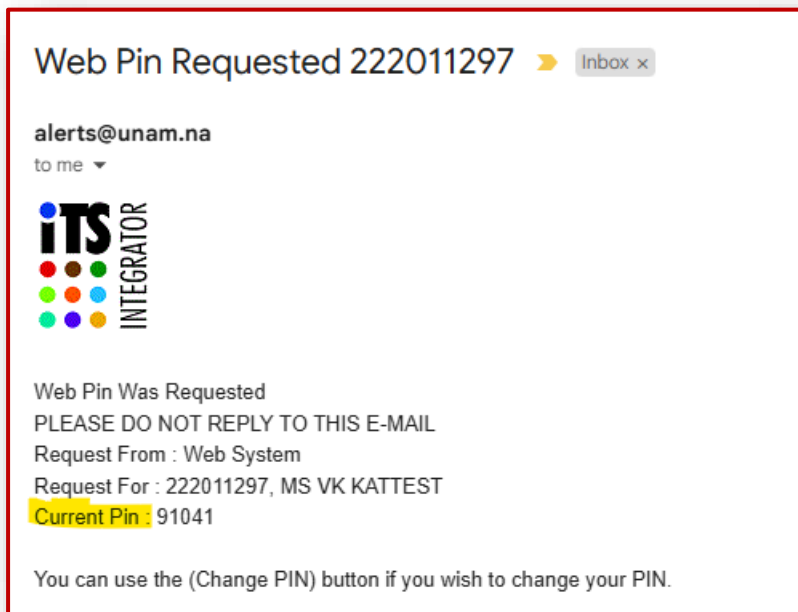 Web Pin Requested 222011297
Inbox x
alerts@unam.na
to me
iTS
INTEGRATOR
Web Pin Was Requested
PLEASE DO NOT REPLY TO THIS E-MAIL
Request From : Web System
Request For : 222011297, MS VK KATTEST
Current Pin : 91041
You can use the (Change PIN) button if you wish to change your PIN.